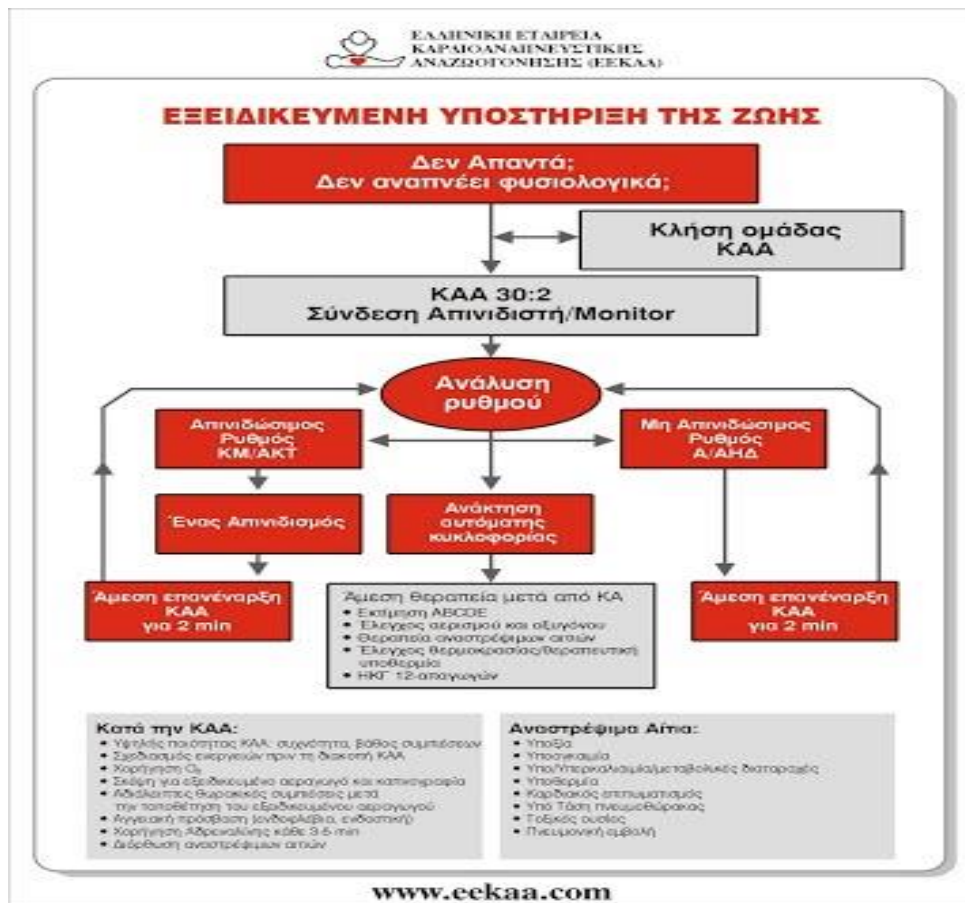 ΕΛΛΗΝΙΚΗ ΕΤΑΙΡΕΙΑ
ΚΑΡΔΙΟΑΝΑΠΝΕΥΣΤΙΚΗΣ
ΑΝΑΖΩΟΓΟΝΗΣΗΣ (ΕΕΚΑΑ)
ΕΞΕΙΔΙΚΕΥΜΕΝΗ ΥΠΟΣΤΗΡΙΞΗ ΤΗΣ ΖΩΗΣ
Δεν Απαντά;
Δεν αναπνέει φυσιολογικά;
Κλήση ομάδας
ΚΑΑ
ΚΑΑ 30:2
Σύνδεση Απινιδιστή/Monitor
Ανάλυση
ρυθμού
Απινιδώσιμος
Ρυθμός
ΚΜ/ΑΚΤ
Μη Απινιδώσιμος
Ρυθμός
Α/ΑΗΔ
Ένας Απινιδισμός
Ανάκτηση
αυτόματης
κυκλοφορίας
Άμεση επανέναρξη
ΚΑΑ
για 2 min
Άμεση θεραπεία μετά από ΚΑ
• Εκτίμηση ABCDE
• Έλεγχος αερισμού και οξυγόνου
• Θεραπεία αναστρέψιμων αιτιών
• Έλεγχος θερμοκρασίας/θεραπευτική
υποθερμία
• ΗΚΓ 12-απαγωγών
Άμεση επανέναρξη
ΚΑΑ
για 2 min
Κατά την ΚΑΑ:
• Υψηλής ποιότητας ΚΑΑ: συχνότητα, βάθος συμπιέσεων
• Σχεδιασμός ενεργειών πριν τη διακοπή ΚΑΑ
• Χορήγηση O₂
• Σκέψη για εξειδικευμένο αεραγωγό και καπνογραφία
• Αδιάλειπτες θωρακικές συμπιέσεις μετά
την τοποθέτηση του εξειδικευμένου αεραγωγού
• Αγγειακή πρόσβαση (ενδοφλέβια, ενδοστική)
• Χορήγηση Αδρεναλίνης κάθε 3-5 min
• Διόρθωση αναστρέψιμων αιτιών
Αναστρέψιμα Αίτια:
• Υποξία
• Υποογκαιμία
• Υπο/Υπερκαλιαιμία/μεταβολικές διαταραχές
• Υποθερμία
• Καρδιακός επιπωματισμός
• Υπό Τάση πνευμοθώρακας
• Τοξικές ουσίες
• Πνευμονική εμβολή
www.eekaa.com